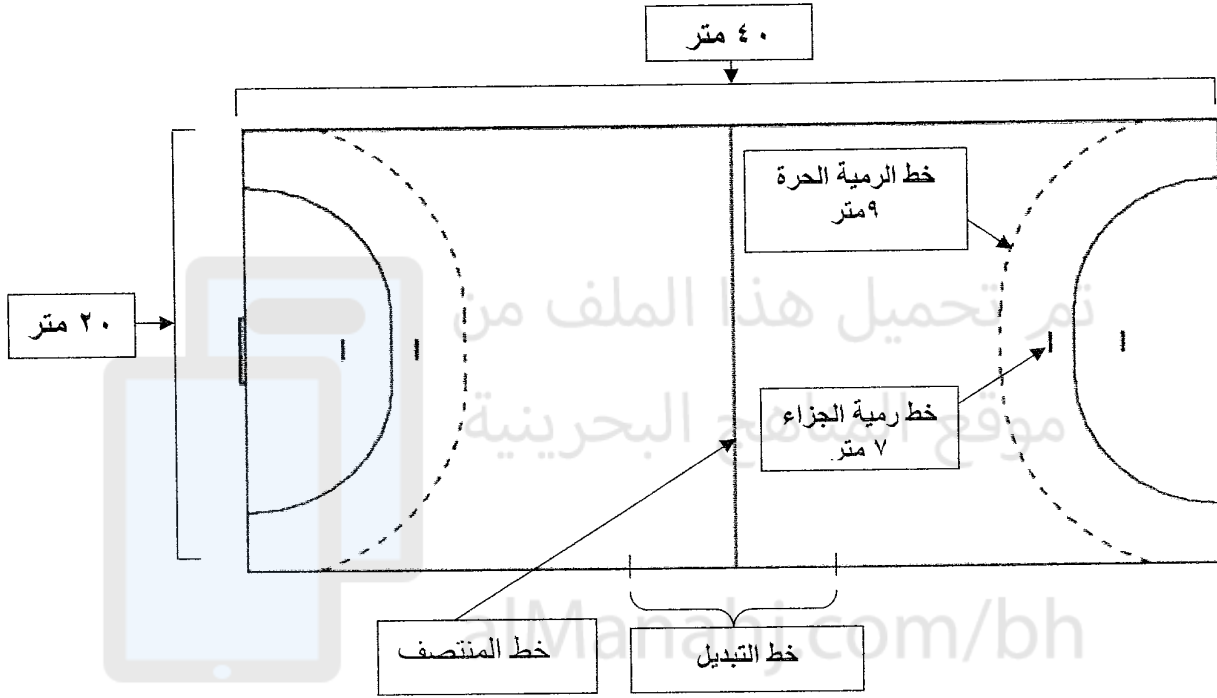 ٤٠ متر
خط الرمية الحرة
٩متر
تم تحميل هذا الملف من
٢٠ متر
خط رمية الجزاء
٧ متر
موقع المناهج البحرينية
alManahj.com/bh
خط التبديل
خط المنتصف